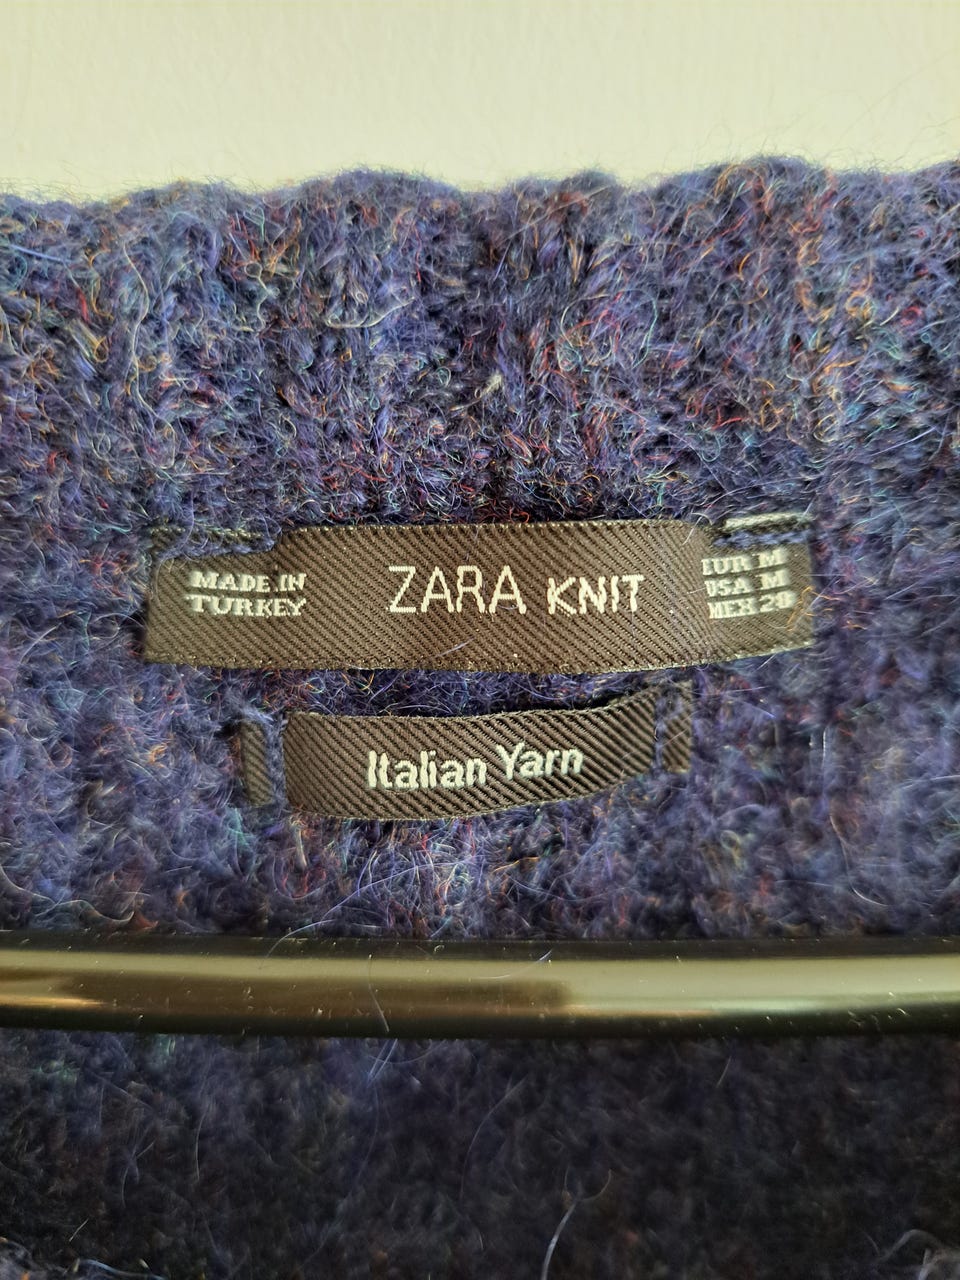 MADE IN
TURKEY
ZARA KNIT
EUR M
USA M
MEX 28
Italian Yarn